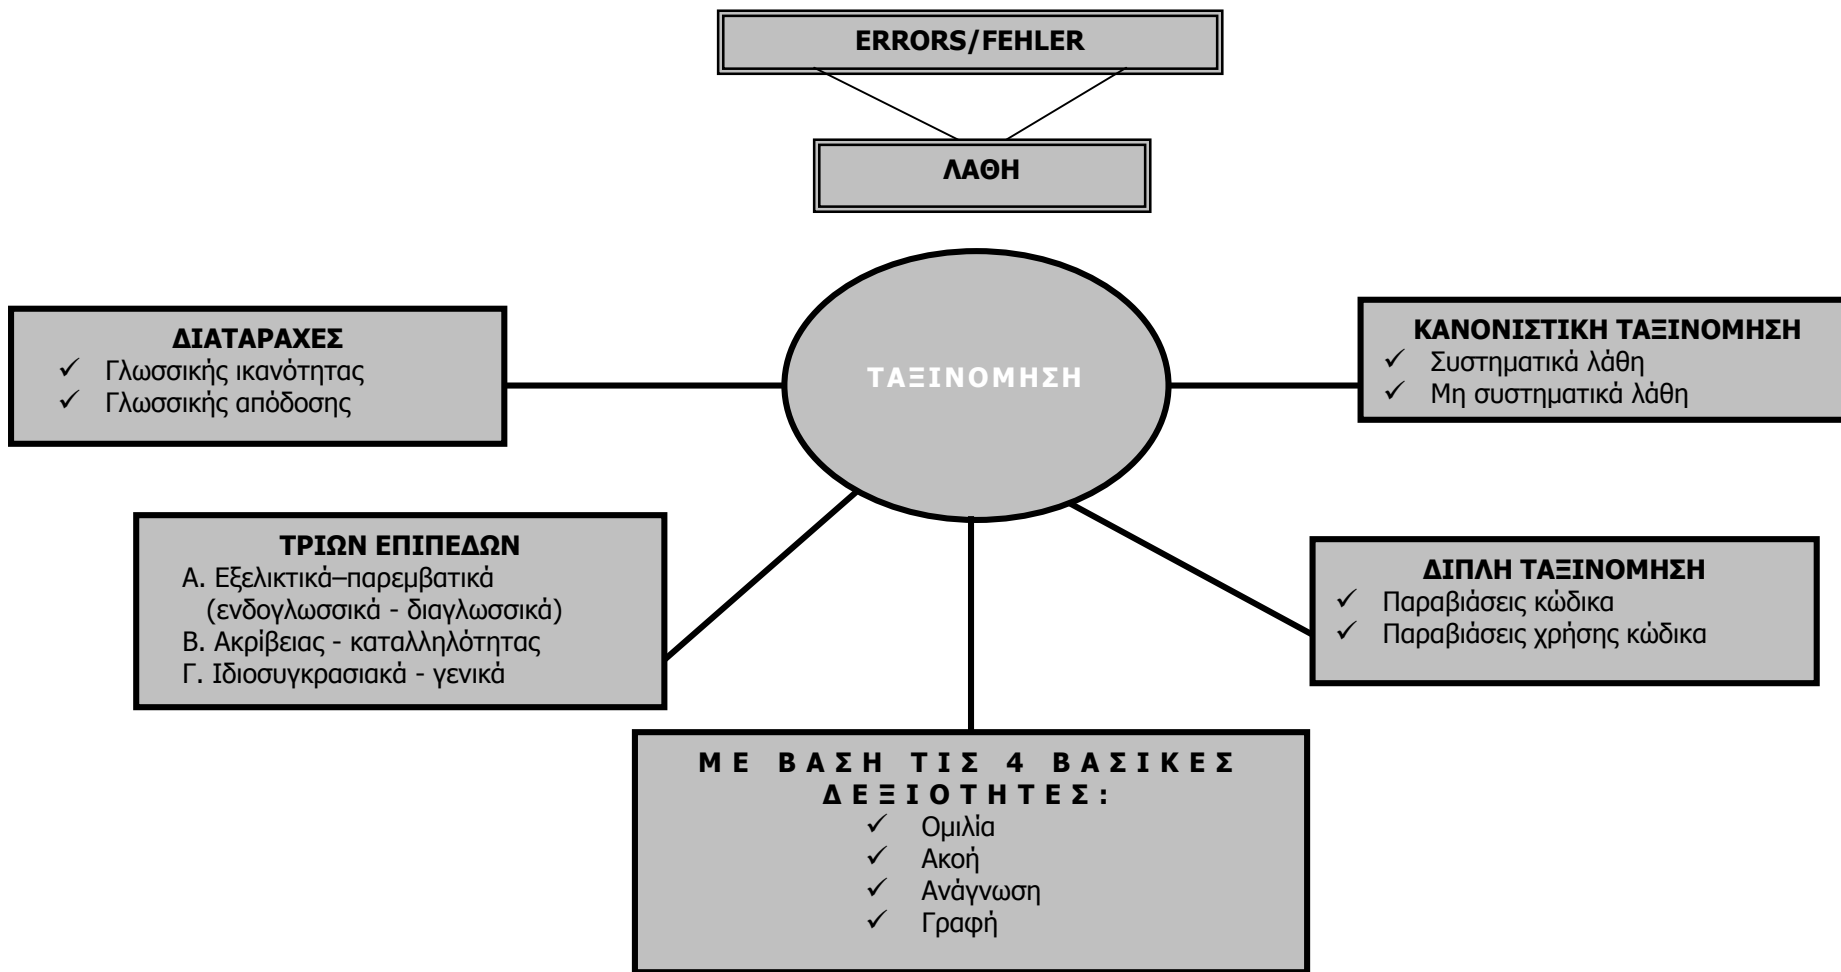 ERRORS/FEHLER
ΛΑΘΗ
ΤΑΞΙΝΟΜΗΣΗ
ΔΙΑΤΑΡΑΧΕΣ
✓ Γλωσσικής ικανότητας
✓ Γλωσσικής απόδοσης
ΚΑΝΟΝΙΣΤΙΚΗ ΤΑΞΙΝΟΜΗΣΗ
✓ Συστηματικά λάθη
✓ Μη συστηματικά λάθη
ΤΡΙΩΝ ΕΠΙΠΕΔΩΝ
Α. Εξελικτικά–παρεμβατικά
(ενδογλωσσικά - διαγλωσσικά)
Β. Ακρίβειας - καταλληλότητας
Γ. Ιδιοσυγκρασιακά - γενικά
ΔΙΠΛΗ ΤΑΞΙΝΟΜΗΣΗ
✓ Παραβιάσεις κώδικα
✓ Παραβιάσεις χρήσης κώδικα
ΜΕ ΒΑΣΗ ΤΙΣ 4 ΒΑΣΙΚΕΣ
ΔΕΞΙΟΤΗΤΕΣ:
✓ Ομιλία
✓ Ακοή
✓ Ανάγνωση
✓ Γραφή